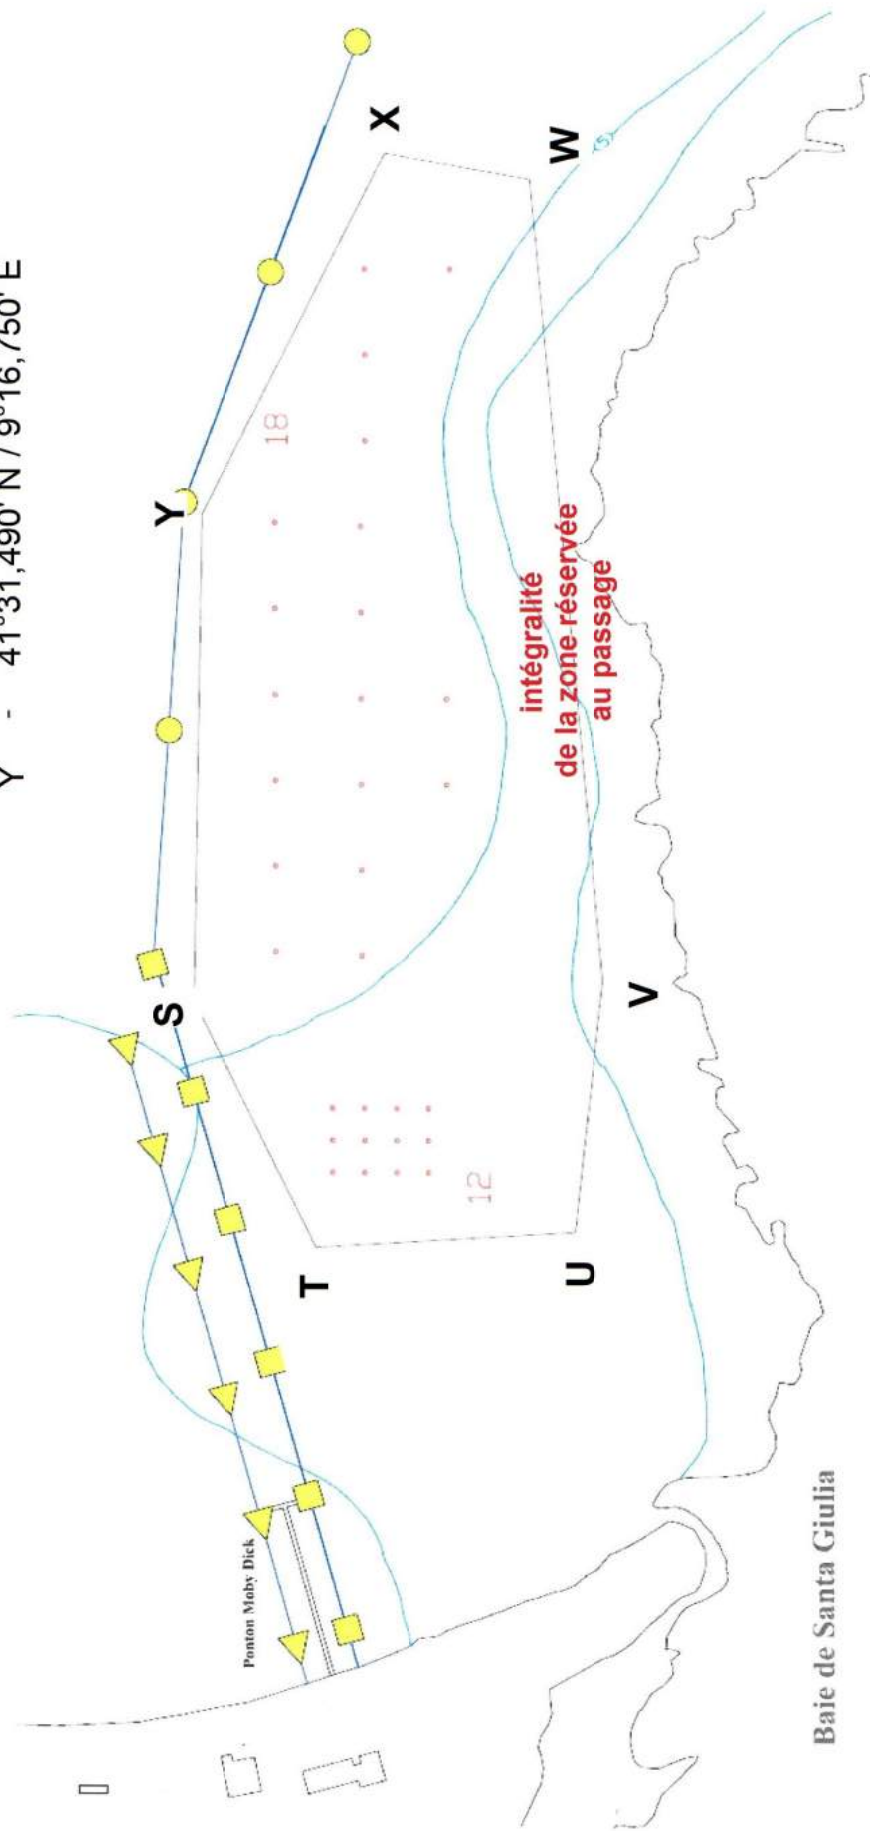 Y - 41°31,490' N / 9°16,750' E
X
W
5
Y
18
intégralité
de la zone réservée
au passage
S
V
12
T
U
Ponton Moby Dick
Baie de Santa Giulia